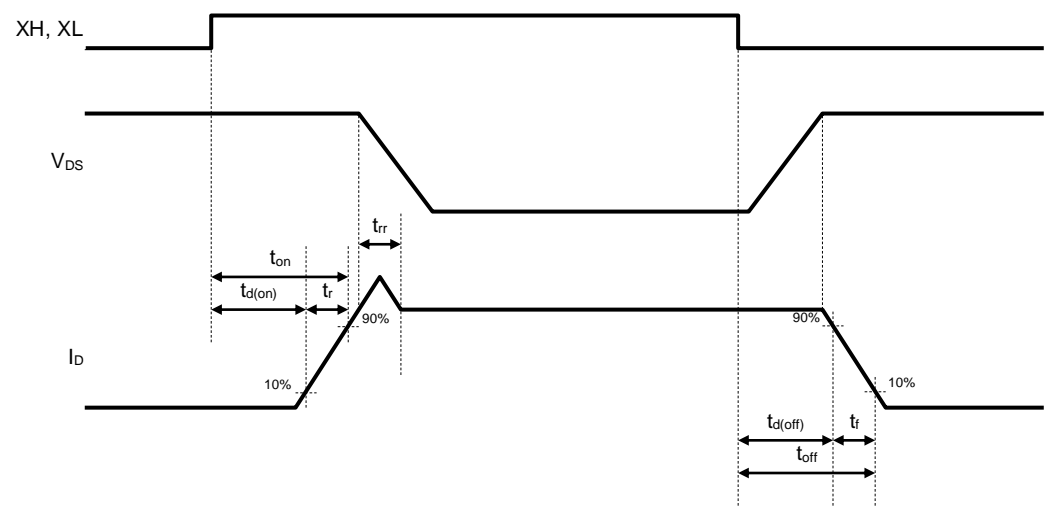 XH, XL
VDS
trr
ton
td(on) tr
90%
90%
ID
10%
10%
td(off) tf
toff